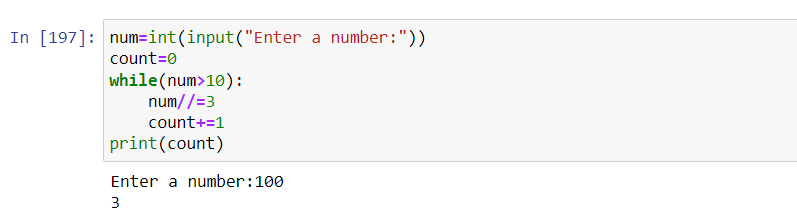 In [197]: num=int(input("Enter a number:"))
count=0
while(num>10):
    num//=3
    count+=1
print(count)
Enter a number:100
3